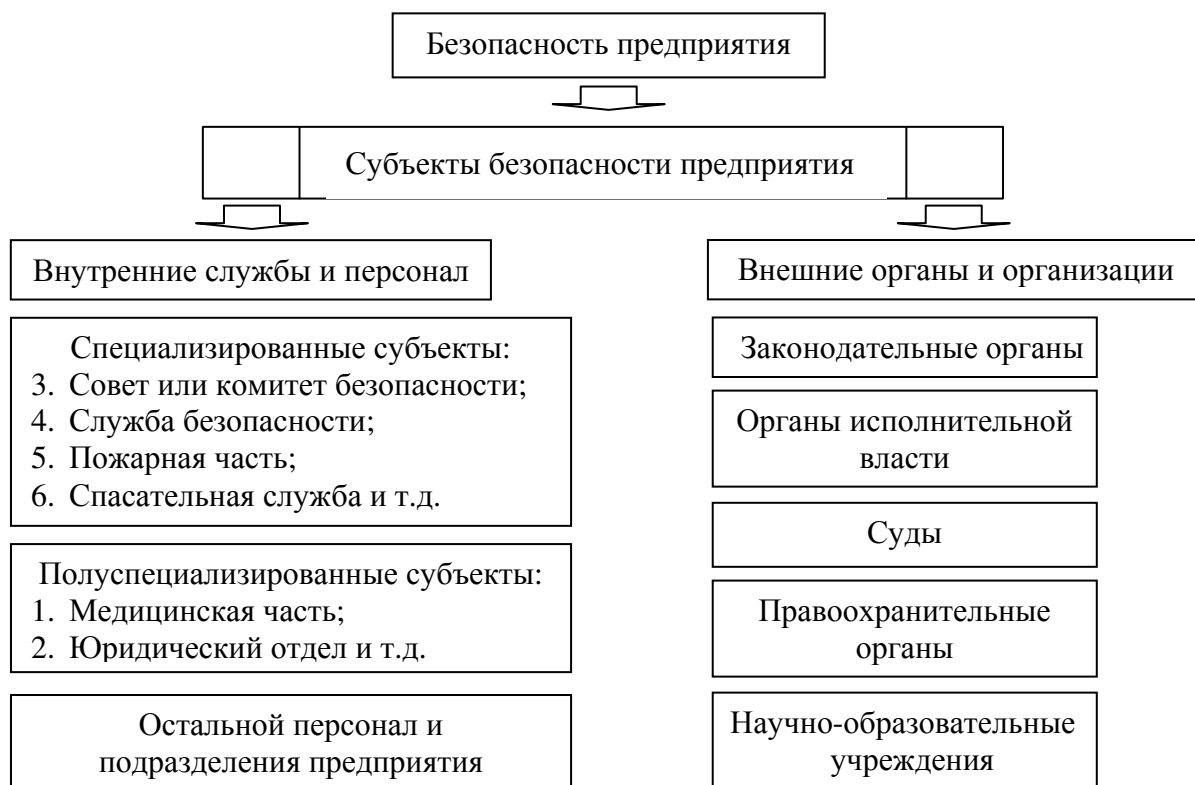 Безопасность предприятия
Субъекты безопасности предприятия
Внутренние службы и персонал
Специализированные субъекты:
3. Совет или комитет безопасности;
4. Служба безопасности;
5. Пожарная часть;
6. Спасательная служба и т.д.
Полуспециализированные субъекты:
1. Медицинская часть;
2. Юридический отдел и т.д.
Остальной персонал и
подразделения предприятия
Внешние органы и организации
Законодательные органы
Органы исполнительной
власти
Суды
Правоохранительные
органы
Научно-образовательные
учреждения